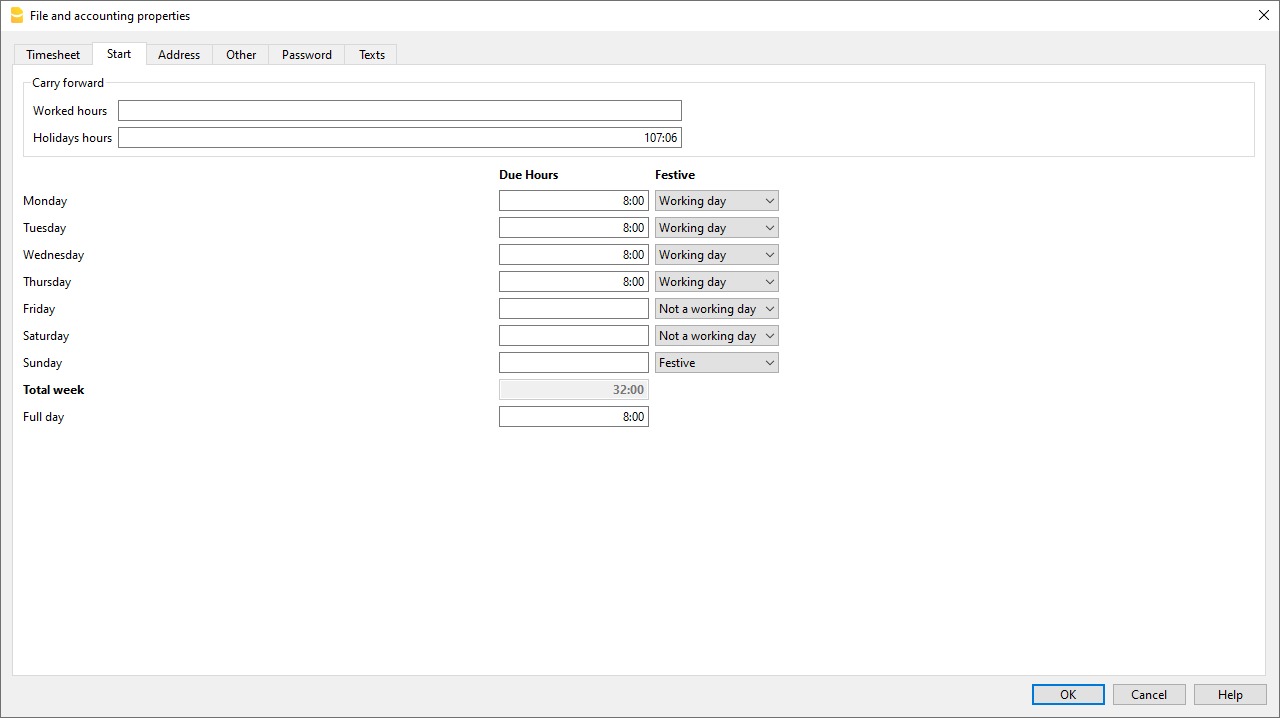 File and accounting properties
Timesheet Start Address Other Password Texts
Carry forward
Worked hours
Holidays hours 107:06
Due Hours Festive
Monday 8:00 Working day
Tuesday 8:00 Working day
Wednesday 8:00 Working day
Thursday 8:00 Working day
Friday Not a working day
Saturday Not a working day
Sunday Festive
Total week 32:00
Full day 8:00
OK Cancel Help